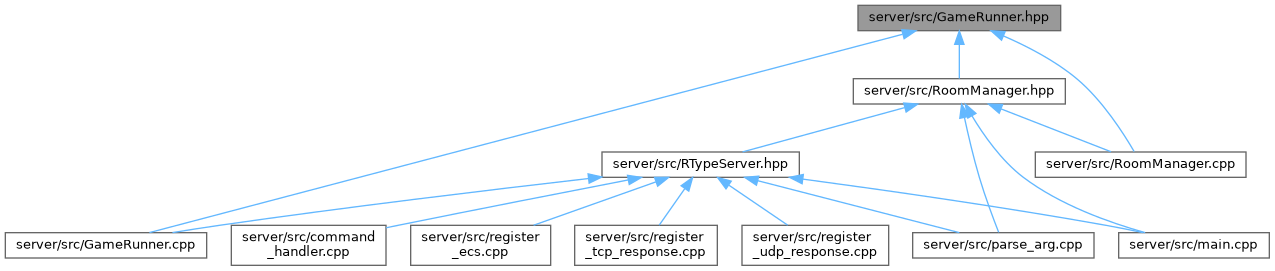 server/src/GameRunner.hpp
server/src/RoomManager.hpp
server/src/RTypeServer.hpp
server/src/RoomManager.cpp
server/src/GameRunner.cpp
server/src/command
_handler.cpp
server/src/register
_ecs.cpp
server/src/register
_tcp_response.cpp
server/src/register
_udp_response.cpp
server/src/parse_arg.cpp
server/src/main.cpp